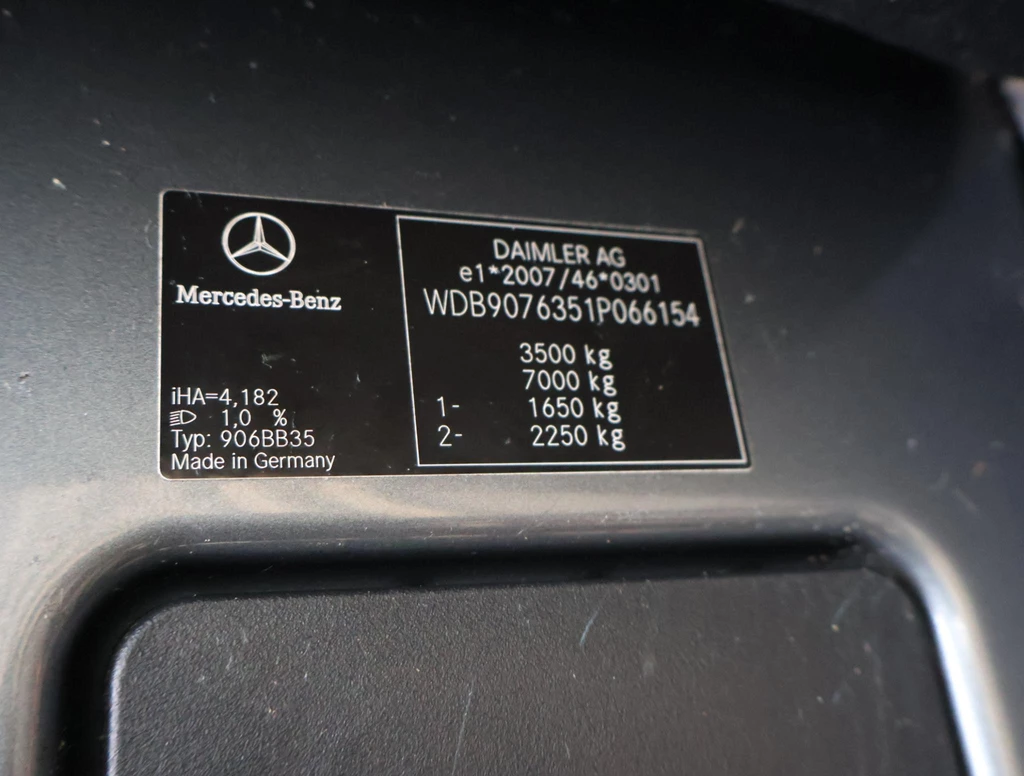 Mercedes-Benz
iHA=4,182
1,0 %
Typ: 906BB35
Made in Germany
DAIMLER AG
e1*2007/46*0301
WDB9076351P066154
3500 kg
7000 kg
1- 1650 kg
2- 2250 kg